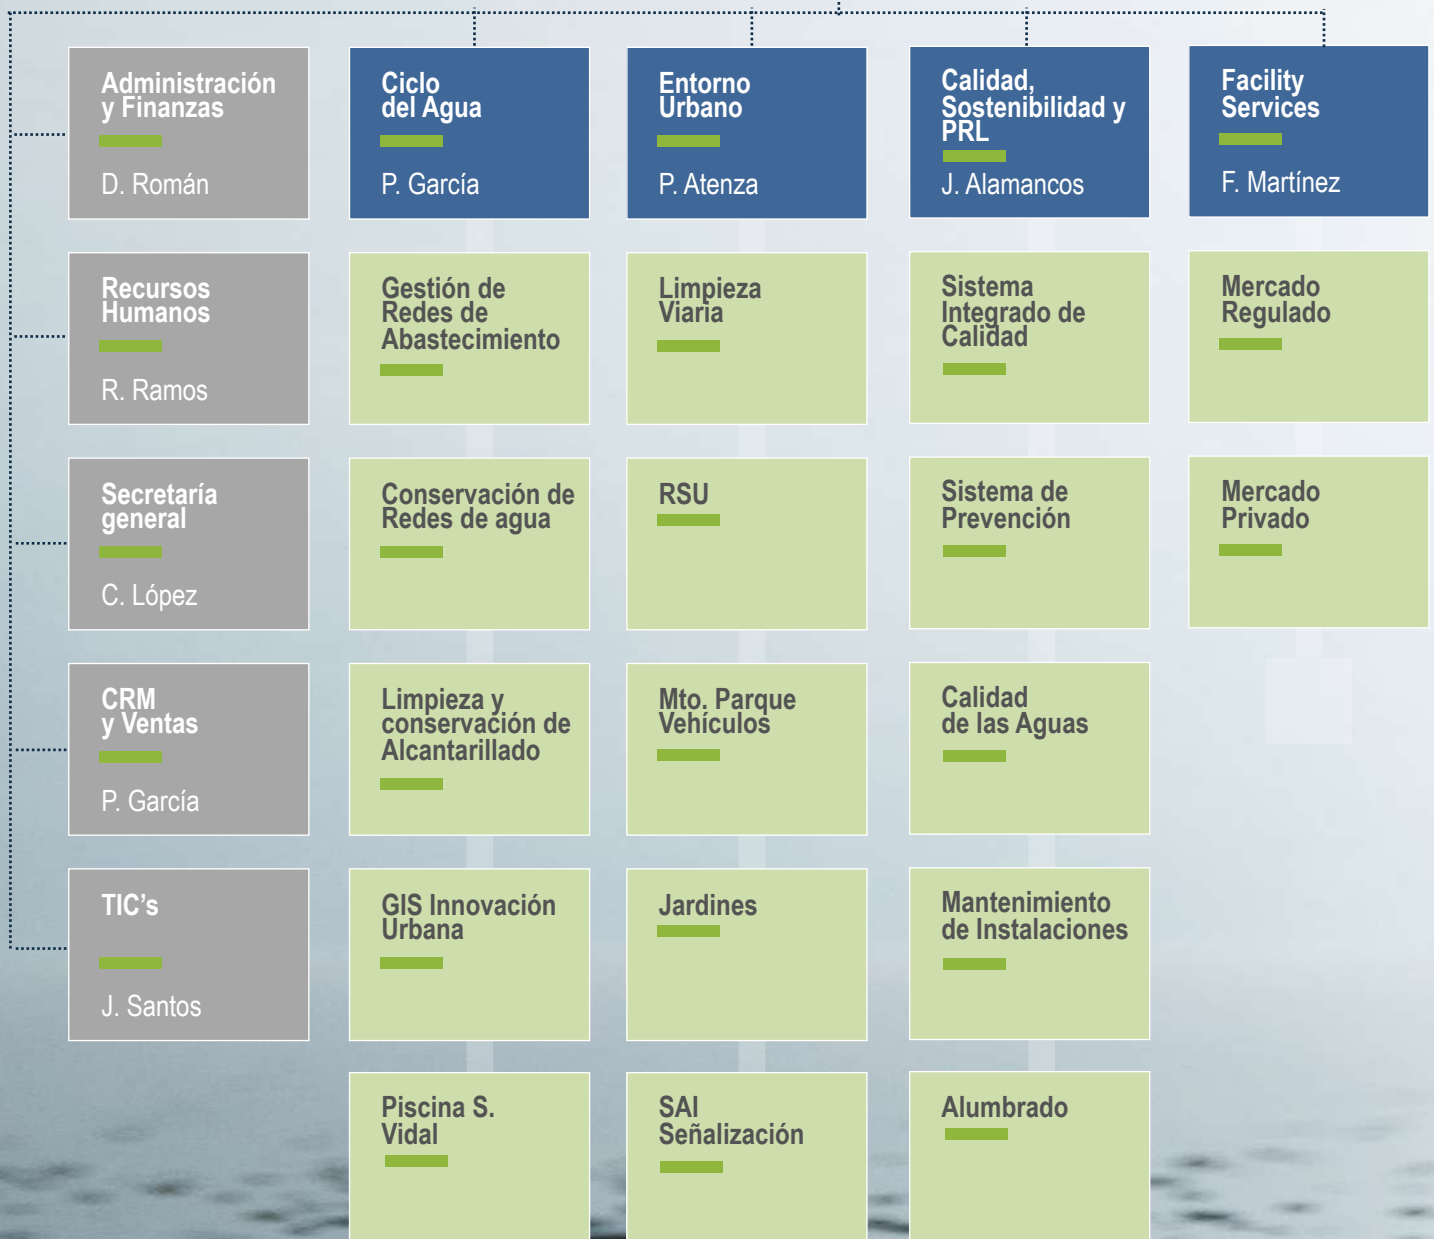 Administración
y Finanzas
D. Román
Ciclo
del Agua
P. García
Entorno
Urbano
P. Atenza
Calidad,
Sostenibilidad y
PRL
J. Alamancos
Facility
Services
F. Martínez
Recursos
Humanos
R. Ramos
Gestión de
Redes de
Abastecimiento
Limpieza
Viaria
Sistema
Integrado de
Calidad
Mercado
Regulado
Secretaría
general
C. López
Conservación de
Redes de agua
RSU
Sistema de
Prevención
Mercado
Privado
CRM
y Ventas
P. García
Limpieza y
conservación de
Alcantarillado
Mto. Parque
Vehículos
Calidad
de las Aguas
TIC's
J. Santos
GIS Innovación
Urbana
Jardines
Mantenimiento
de Instalaciones
Piscina S.
Vidal
SAI
Señalización
Alumbrado